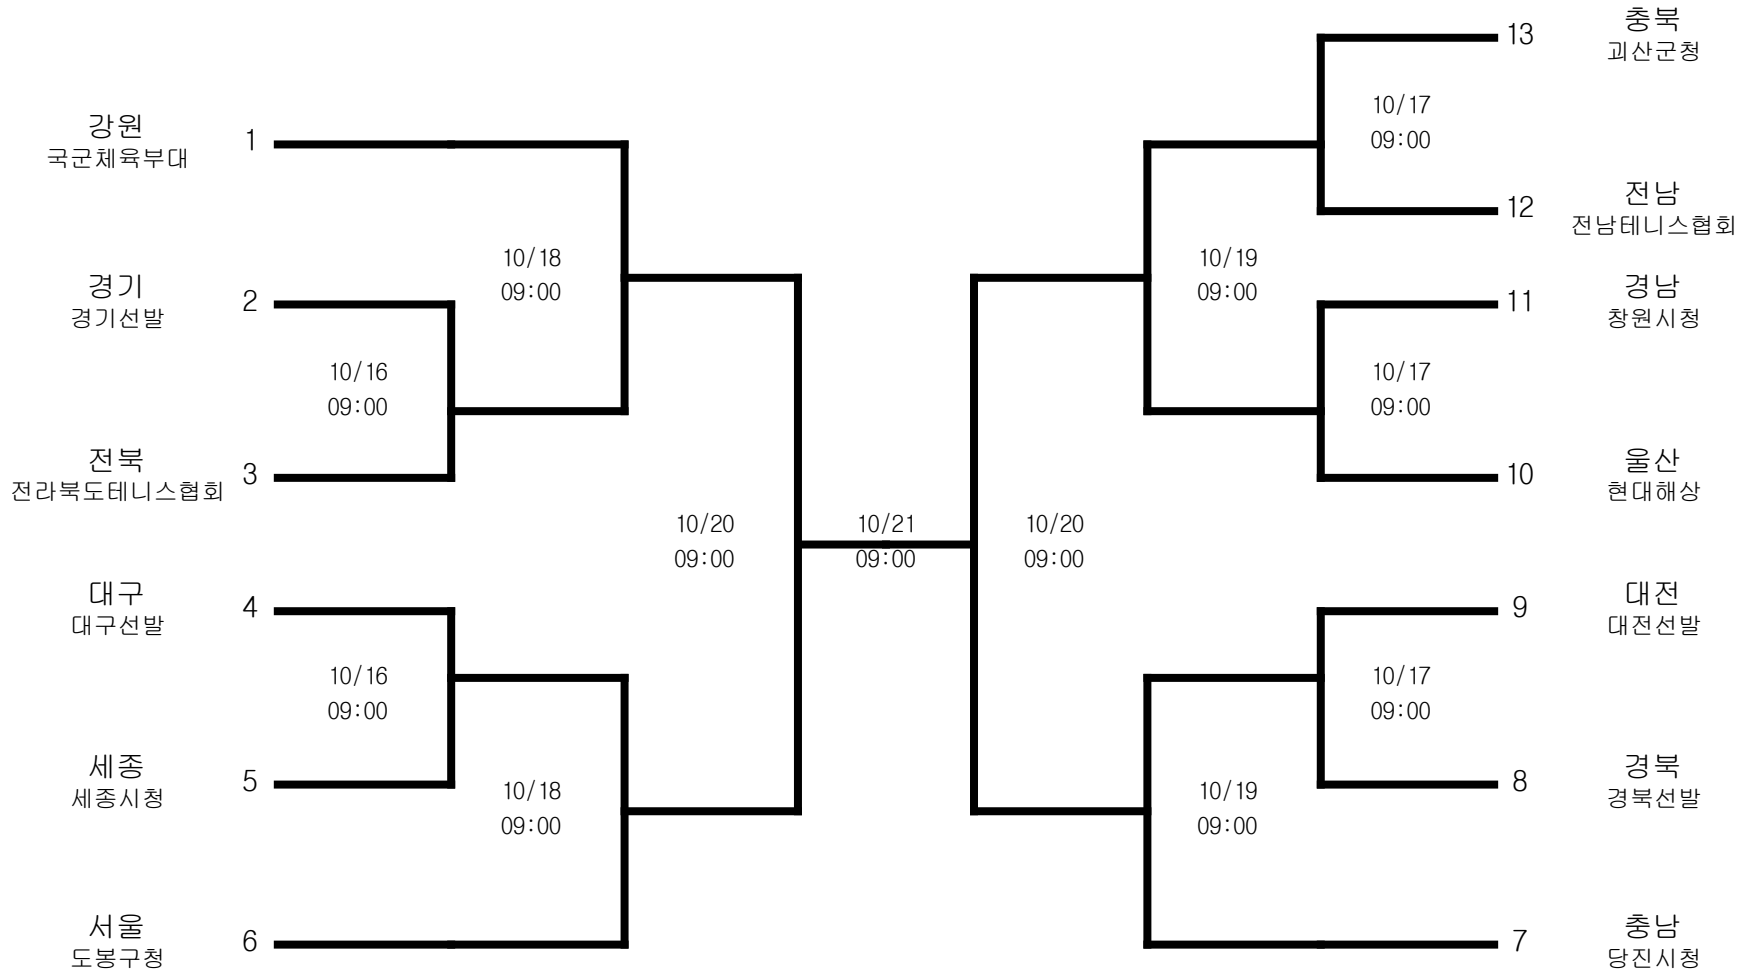 충북
13
괴산군청
10/17
09:00
강원
1
국군체육부대
전남
12
전남테니스협회
10/18
09:00
10/19
09:00
경기
2
경기선발
경남
11
창원시청
10/16
09:00
10/17
09:00
전북
3
전라북도테니스협회
울산
10
현대해상
10/20
09:00
10/21
09:00
10/20
09:00
대구
4
대구선발
대전
9
대전선발
10/16
09:00
10/17
09:00
세종
5
세종시청
경북
8
경북선발
10/18
09:00
10/19
09:00
서울
6
도봉구청
충남
7
당진시청